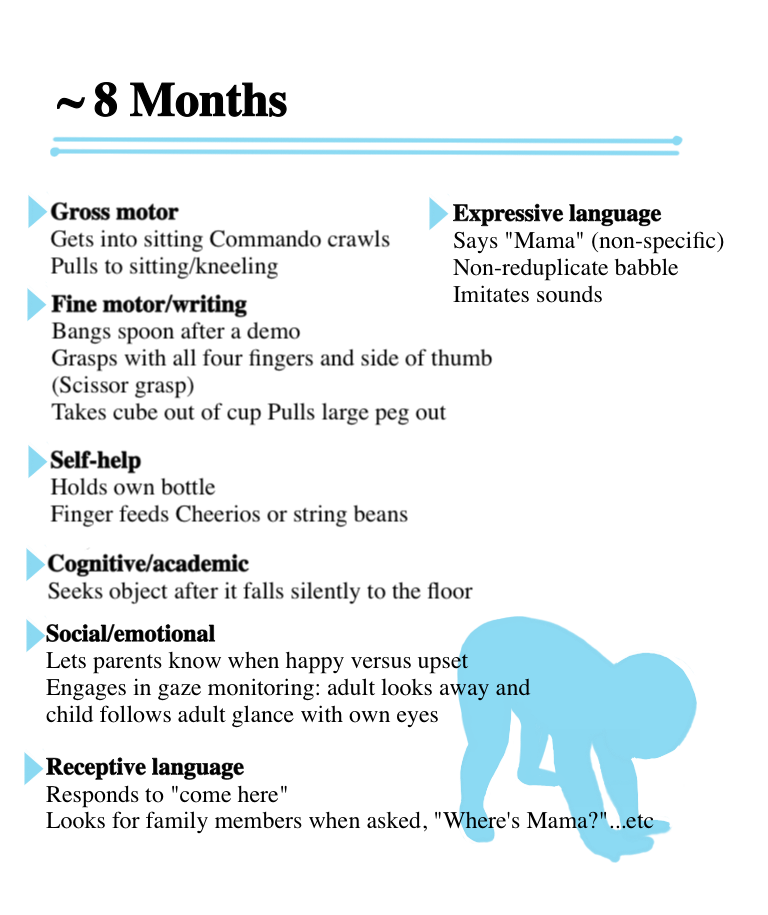 ~ 8 Months
Gross motor
Gets into sitting Commando crawls
Pulls to sitting/kneeling
Fine motor/writing
Bangs spoon after a demo
Grasps with all four fingers and side of thumb
(Scissor grasp)
Takes cube out of cup Pulls large peg out
Self-help
Holds own bottle
Finger feeds Cheerios or string beans
Cognitive/academic
Seeks object after it falls silently to the floor
Social/emotional
Lets parents know when happy versus upset
Engages in gaze monitoring: adult looks away and
child follows adult glance with own eyes
Receptive language
Responds to "come here"
Looks for family members when asked, "Where's Mama?"...etc
Expressive language
Says "Mama" (non-specific)
Non-reduplicate babble
Imitates sounds